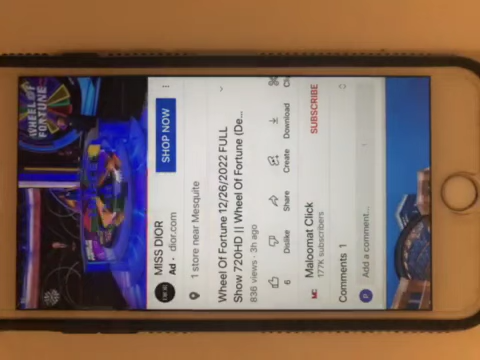 WHEEL OF
FORTUNE
MISS DIOR
Ad · dior.com
SHOP NOW
1 store near Mesquite
Wheel Of Fortune 12/26/2022 FULL
Show 720HD || Wheel Of Fortune (De...
836 views · 3h ago
6
Dislike
Share
Create
Download
Cli
Maloomat Click
177K subscribers
SUBSCRIBE
Comments 1
Add a comment...